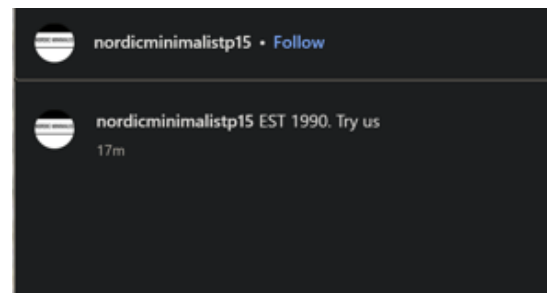 nordicminimalistp15 • Follow
nordicminimalistp15 EST 1990. Try us
17m